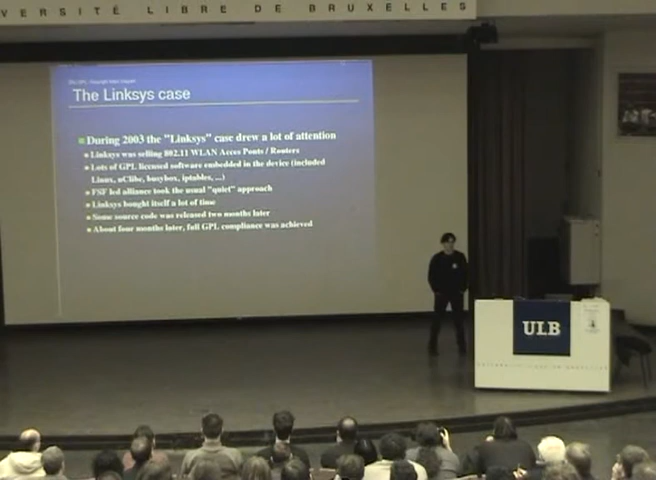 VERSITÉ LIBRE DE BRUXELLES
The Linksys case
During 2003 the "Linksys" case drew a lot of attention
Linksys was selling 802.11 WLAN Acces Ponts / Routers
Lots of GPL licensed software embedded in the device (included
Linux, uClibc, busybox, iptables, ...)
FSF led alliance took the usual "quiet" approach
Linksys bought itself a lot of time
Some source code was released two months later
About four months later, full GPL compliance was achieved
ULB